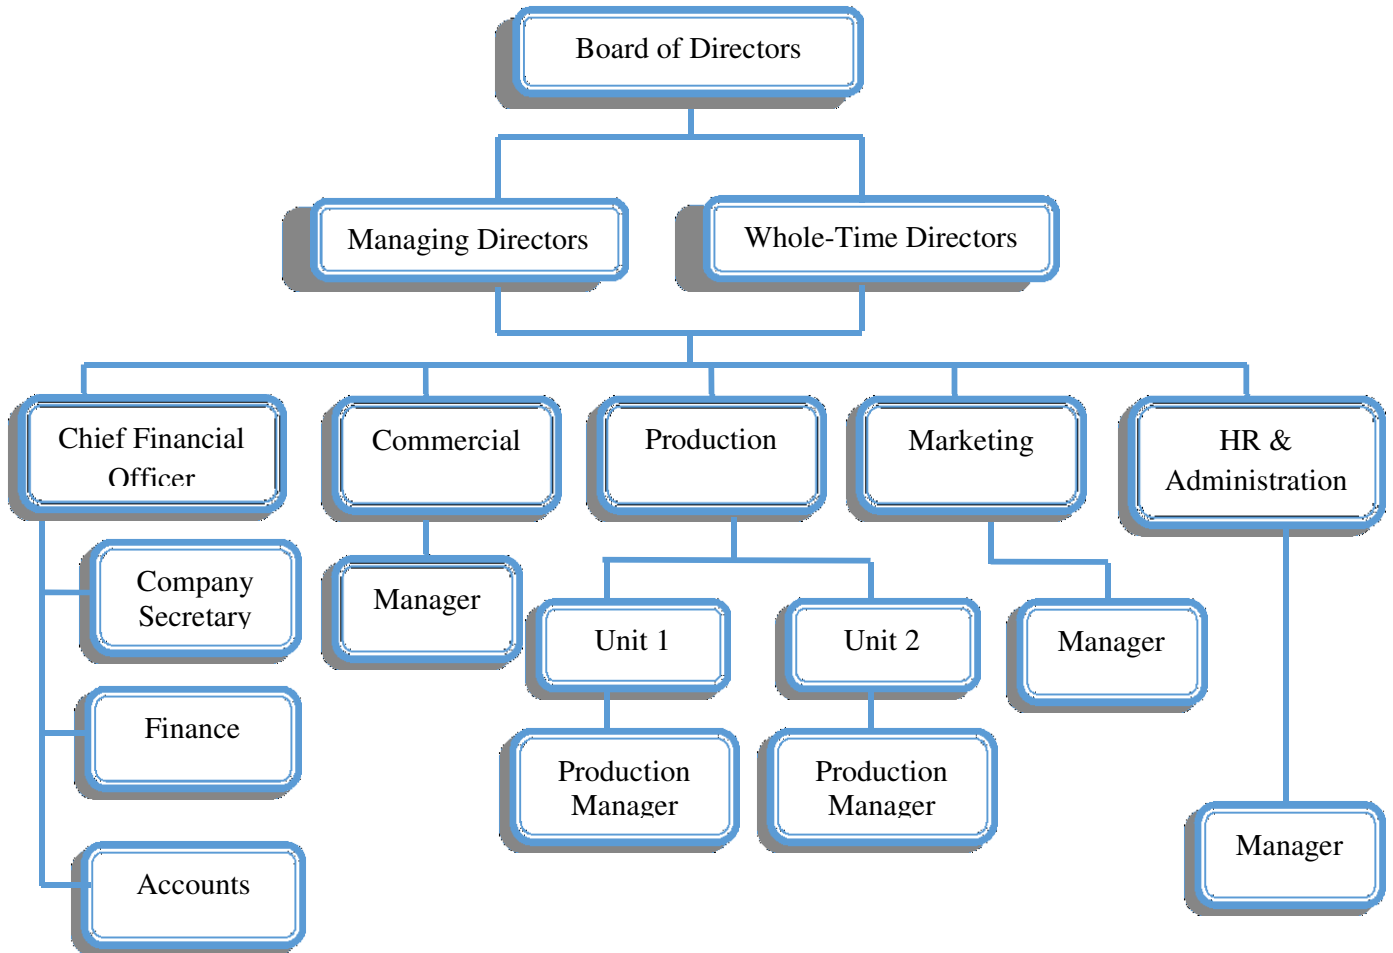 Board of Directors
Managing Directors
Whole-Time Directors
Chief Financial
Officer
Commercial
Production
Marketing
HR &
Administration
Company
Secretary
Manager
Unit 1
Unit 2
Manager
Finance
Production
Manager
Production
Manager
Manager
Accounts